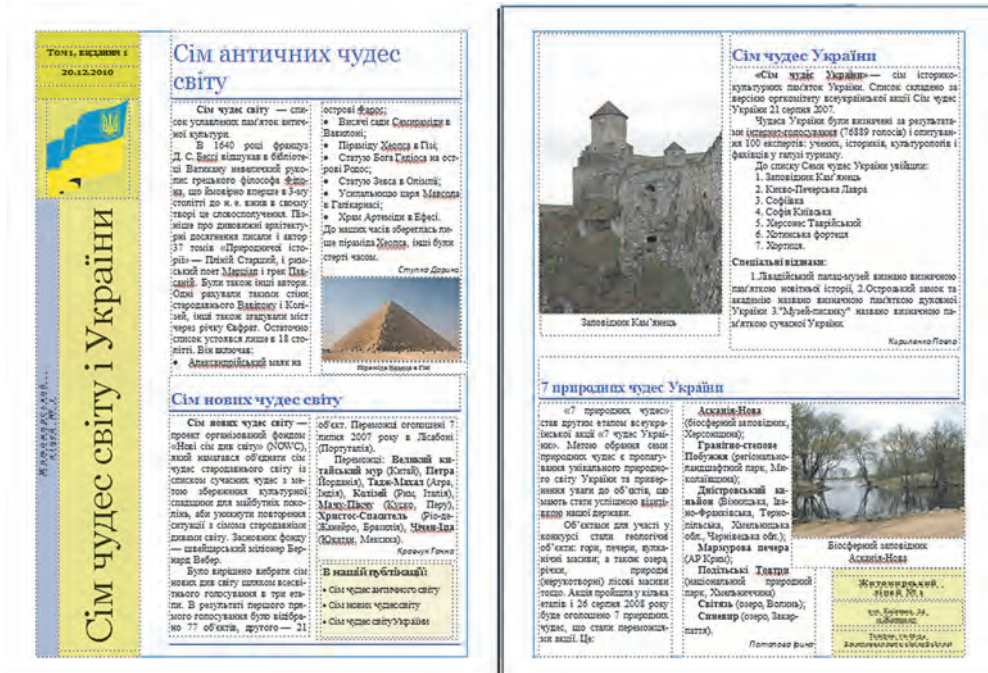 Том 1, видання 1
20.12.2010
Сім чудес світу і України
Сім античних чудес
світу
Сім чудес світу — спи-
сок уславлених пам'яток антич-
ної культури.
В 1640 році француз
Д. С. Бессі відшукав в бібліоте-
ці Ватикану невеличкий руко-
пис грецького філософа Філо-
на, що ймовірно вперше в 3-му
столітті до н. е. вжив в своєму
творі це словосполучення. Піз-
ніше про дивовижні архітекту-
рні досягнення писали і автор
37 томів «Природничої істо-
рії» — Пліній Старший, і рим-
ський поет Марціал і грек Пав-
саній. Були також інші автори.
Одні рахували такими стіни
стародавнього Вавілону і Колі-
зей, інші також згадували міст
через річку Євфрат. Остаточно
список устоявся лише в 18 сто-
літті. Він включав:
• Александрійський маяк на
острові Фарос;
• Висячі сади Семіраміди в
Вавилоні;
• Піраміду Хеопса в Гізі;
• Статую Бога Геліоса на ост-
рові Родос;
• Статую Зевса в Олімпії;
• Усипальницю царя Мавсола
в Галікарнасі;
• Храм Артеміди в Ефесі.
До наших часів збереглась ли-
ше піраміда Хеопса, інші були
стерті часом.
Ступка Дарина
Піраміда Хеопса в Гізі
Сім нових чудес світу
Сім нових чудес світу —
проект організований фондом
«Нові сім див світу» (NOWC),
який намагався об'єднати сім
чудес стародавнього світу із
списком сучасних чудес з ме-
тою збереження культурної
спадщини для майбутніх поко-
лінь, аби уникнути повторення
ситуації з сімома стародавніми
дивами світу. Засновник фонду
— швейцарський мілionер Бер-
нард Вебер.
Було вирішено вибрати сім
нових див світу шляхом всесвіт-
нього голосування в три ета-
пи. В результаті першого пря-
мого голосування було відібра-
но 77 об'єктів, другого — 21
об'єкт. Переможці оголошені 7
липня 2007 року в Лісабоні
(Португалія).
Переможці: Великий ки-
тайський мур (Китай), Петра
Йорданія), Тадж-Махал (Агра,
Індія), Колізей (Рим, Італія),
Мачу-Пікчу (Куско, Перу),
Христос-Спаситель (Ріо-де-
Жанейро, Бразилія), Чічен-Іца
(Юкатан, Мексика).
Кравчук Ганна
В нашій публікації:
• Сім чудес античного світу
• Сім нових чудес світу
• Сім чудес світу України
Заповідник Кам'янець
Сім чудес України
«Сім чудес України» — сім історико-
культурних пам'яток України. Список складено за
версією оргкомітету всеукраїнської акції Сім чудес
України 21 серпня 2007.
Чудеса України були визначені за результата-
ми інтернет-голосування (76889 голосів) і опитуван-
ня 100 експертів: учених, істориків, культурологів і
фахівців у галузі туризму.
До списку Семи чудес України увійшли:
1. Заповідник Кам'янець
2. Києво-Печерська Лавра
3. Софіївка
4. Софія Київська
5. Херсонес Таврійський
6. Хотинська фортеця
7. Хортиця.
Спеціальні відзнаки:
1.Лівадійський палац-музей визнано визначною
пам'яткою новітньої історії, 2.Острозький замок та
академію названо визначною пам'яткою духовної
України 3."Музей-писанку" названо визначною па-
м'яткою сучасної України.
Кириленко Павло
7 природних чудес України
«7 природних чудес»
став другим етапом всеукра-
їнської акції «7 чудес Украї-
ни». Метою обрання семи
природних чудес є пропагу-
вання унікального природно-
го світу України та привер-
нення уваги до об'єктів, що
мають стати успішною візит-
івкою нашої держави.
Об'єктами для участі у
конкурсі стали геологічні
об'єкти: гори, печери, вулка-
нічні масиви; а також озера,
річки, природні
(нерукотворні) лісові масиви
тощо. Акція пройшла у кілька
етапів і 26 серпня 2008 року
буде оголошено 7 природних
чудес, що стали переможця-
ми акції. Це:
Асканія-Нова
(біосферний заповідник,
Херсонщина);
Гранітно-степове
Побужжя (регіонально-
ландшафтний парк, Ми-
колаївщина);
Дністровський ка-
ньйон (Вінницька, Іва-
но-Франківська, Терно-
пільська, Хмельницька
обл., Чернівецька обл.);
Мармурова печера
(АР Крим);
Подільські Товтри
(національний природний
парк, Хмельниччина)
Світязь (озеро, Волинь);
Синевир (озеро, Закар-
паття).
Потапова Ірина
Біосферний заповідник
Асканія-Нова
Житомирський
ліцей № 1